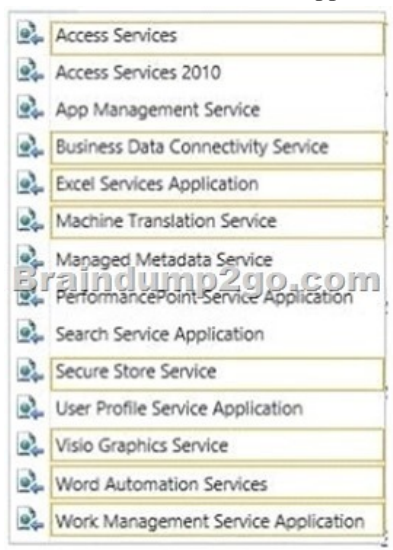 Access Services
Access Services 2010
App Management Service
Business Data Connectivity Service
Excel Services Application
Machine Translation Service
Managed Metadata Service
Braindump2go.com
PerformancePoint Service Application
Search Service Application
Secure Store Service
User Profile Service Application
Visio Graphics Service
Word Automation Services
Work Management Service Application